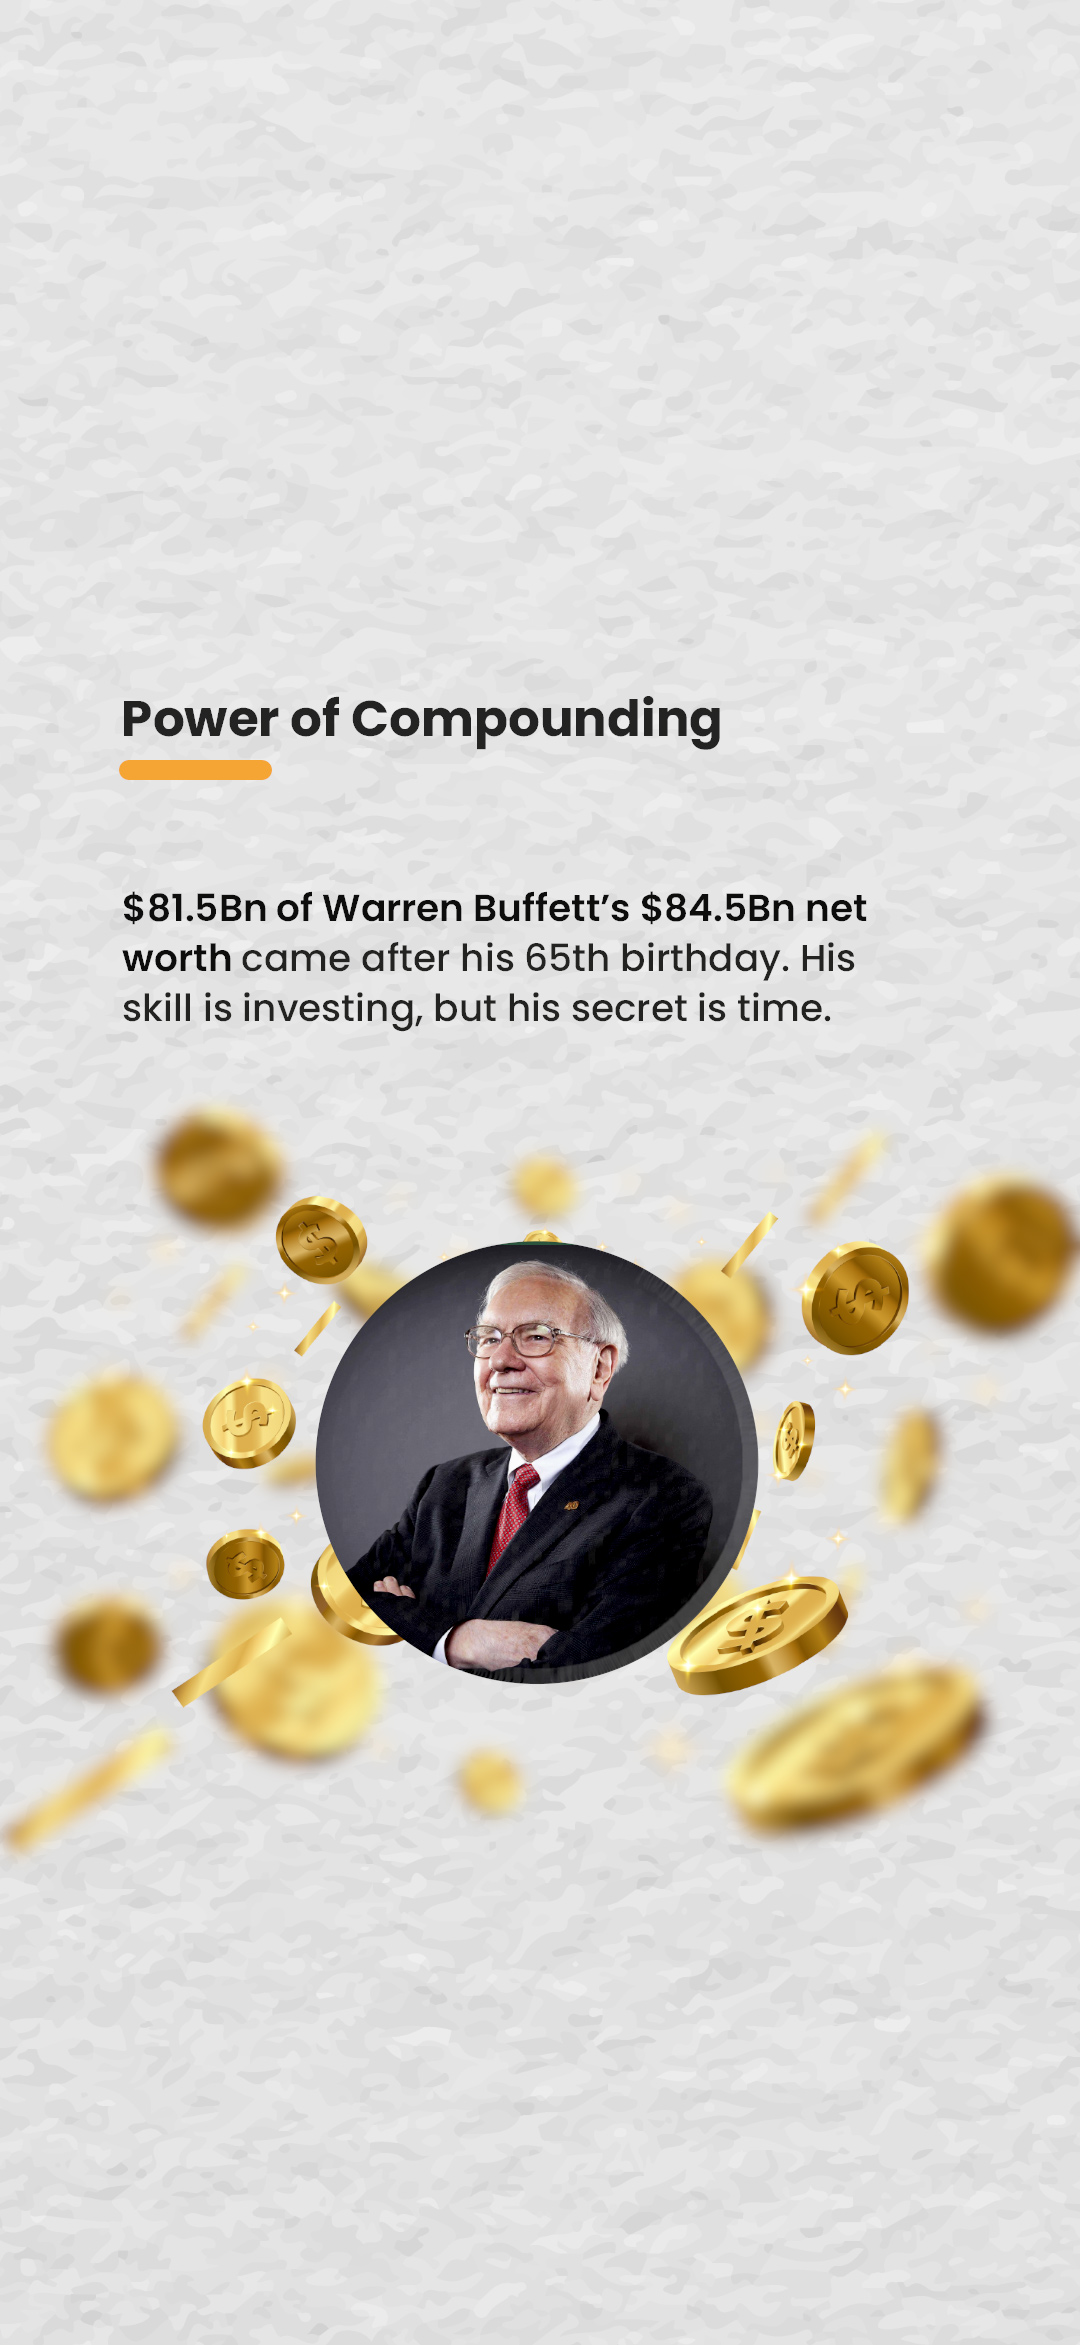 Power of Compounding
$81.5Bn of Warren Buffett’s $84.5Bn net
worth came after his 65th birthday. His
skill is investing, but his secret is time.